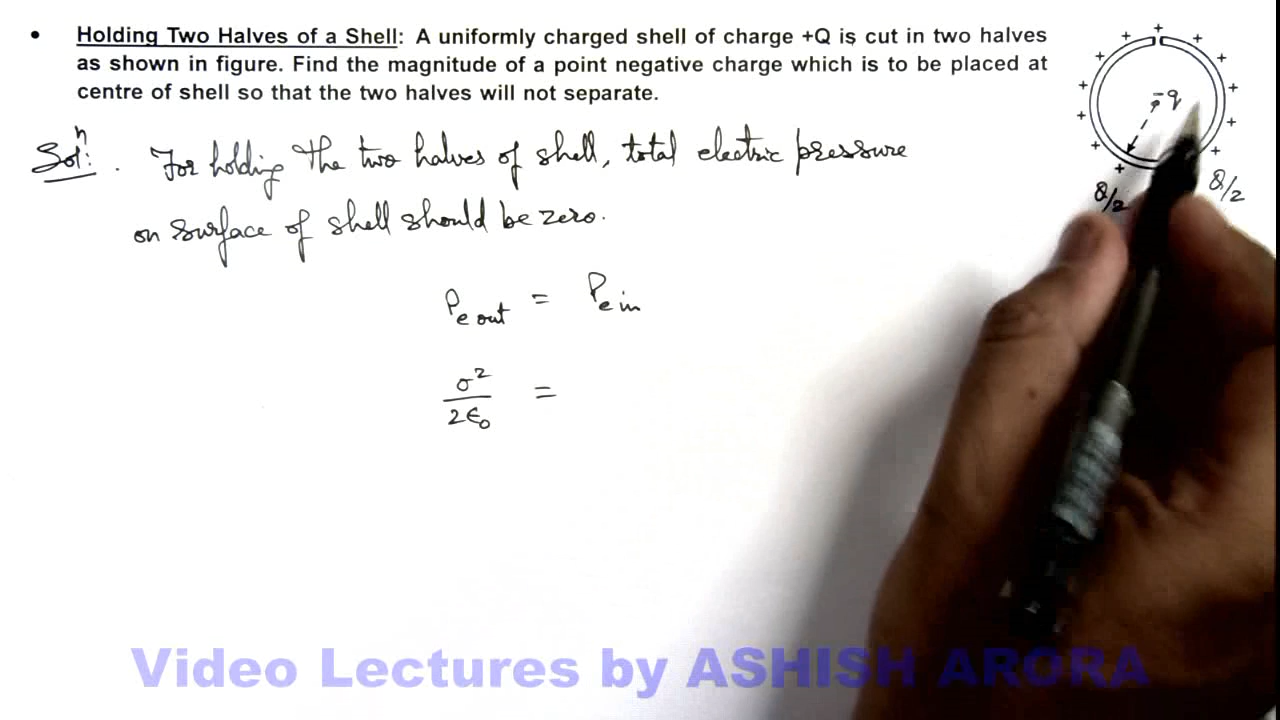 • Holding Two Halves of a Shell: A uniformly charged shell of charge +Q is cut in two halves
as shown in figure. Find the magnitude of a point negative charge which is to be placed at
centre of shell so that the two halves will not separate.
-q
Q/2 Q/2
Solⁿ: . For holding the two halves of shell, total electric pressure
on surface of shell should be zero.
Pe out = Pe in
σ²/2ϵ₀ =
Video Lectures by ASHISH ARORA